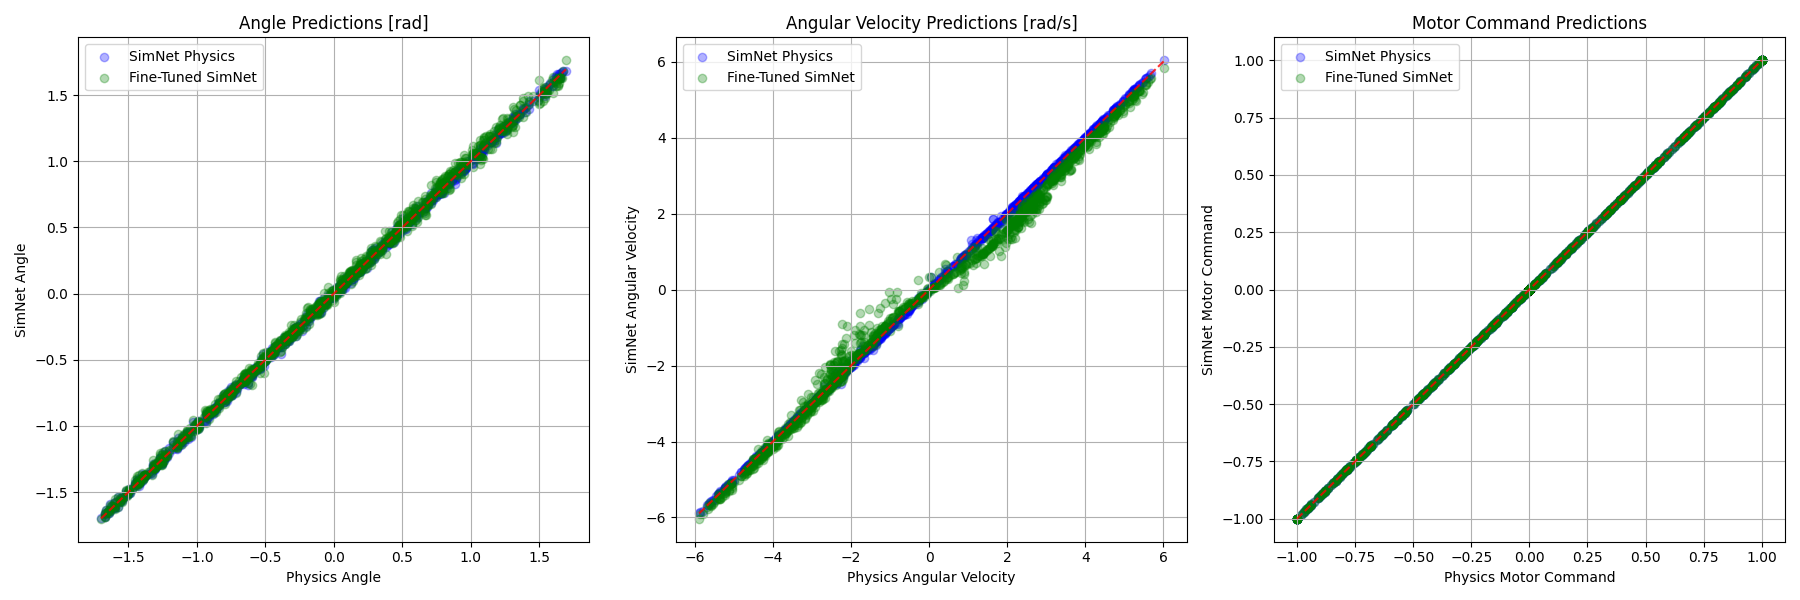 Angle Predictions [rad]
SimNet Physics
Fine-Tuned SimNet
1.5
1.0
0.5
0.0
−0.5
−1.0
−1.5
SimNet Angle
−1.5 −1.0 −0.5 0.0 0.5 1.0 1.5
Physics Angle
Angular Velocity Predictions [rad/s]
SimNet Physics
Fine-Tuned SimNet
6
4
2
0
−2
−4
−6
SimNet Angular Velocity
−6 −4 −2 0 2 4 6
Physics Angular Velocity
Motor Command Predictions
SimNet Physics
Fine-Tuned SimNet
1.00
0.75
0.50
0.25
0.00
−0.25
−0.50
−0.75
−1.00
SimNet Motor Command
−1.00 −0.75 −0.50 −0.25 0.00 0.25 0.50 0.75 1.00
Physics Motor Command